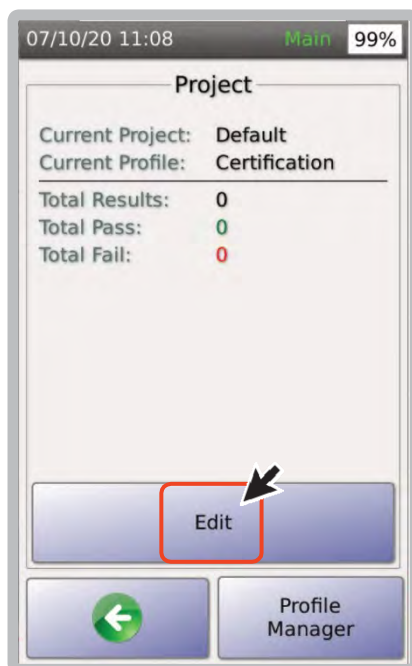 07/10/20 11:08 Main 99%
Project
Current Project: Default
Current Profile: Certification
Total Results: 0
Total Pass: 0
Total Fail: 0
Edit
Profile
Manager